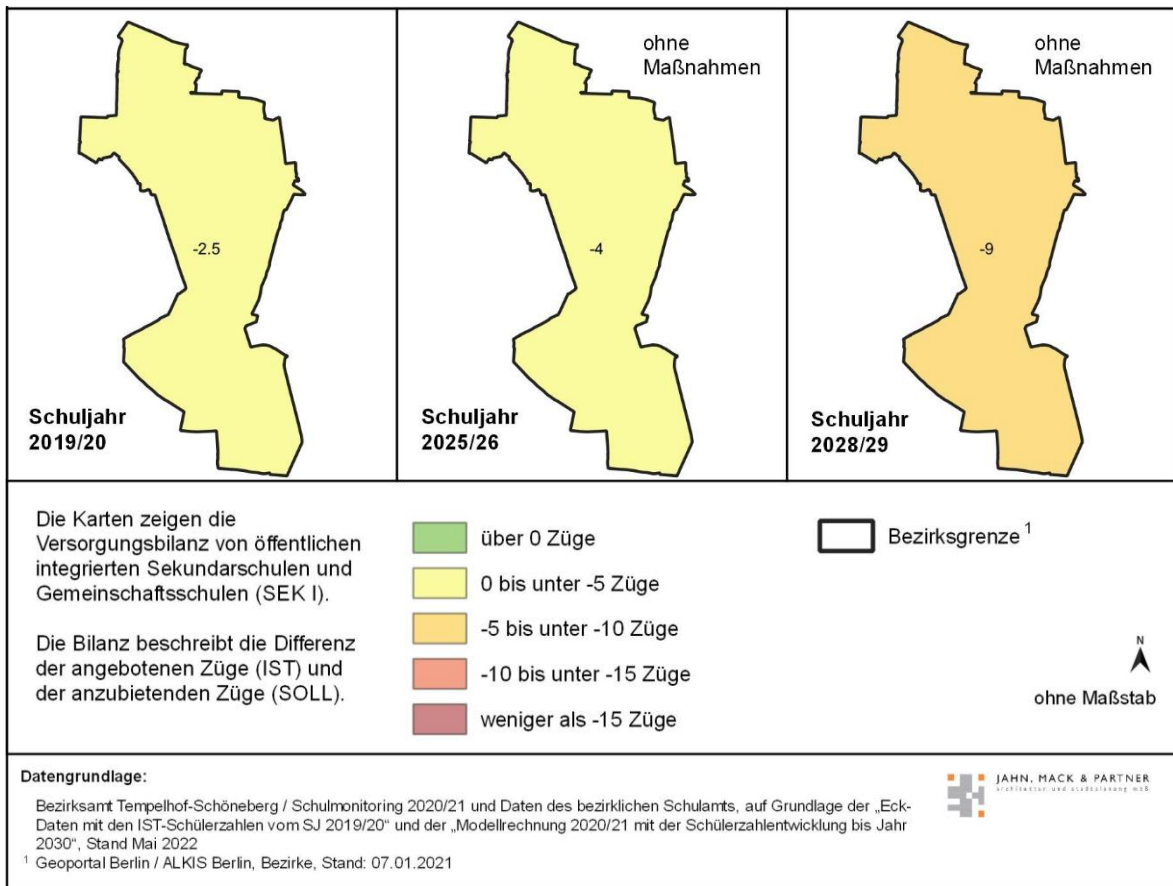 -2.5
Schuljahr
2019/20
ohne
Maßnahmen
-4
Schuljahr
2025/26
ohne
Maßnahmen
-9
Schuljahr
2028/29
Die Karten zeigen die
Versorgungsbilanz von öffentlichen
integrierten Sekundarschulen und
Gemeinschaftsschulen (SEK I).
Die Bilanz beschreibt die Differenz
der angebotenen Züge (IST) und
der anzubietenden Züge (SOLL).
über 0 Züge
0 bis unter -5 Züge
-5 bis unter -10 Züge
-10 bis unter -15 Züge
weniger als -15 Züge
Bezirksgrenze 1
N
ohne Maßstab
Datengrundlage:
Bezirksamt Tempelhof-Schöneberg / Schulmonitoring 2020/21 und Daten des bezirklichen Schulamts, auf Grundlage der „Eck-
Daten mit den IST-Schülerzahlen vom SJ 2019/20“ und der „Modellrechnung 2020/21 mit der Schülerzahlentwicklung bis Jahr
2030“, Stand Mai 2022
1 Geoportal Berlin / ALKIS Berlin, Bezirke, Stand: 07.01.2021
JAHN, MACK & PARTNER
architektur und stadtplanung mbB